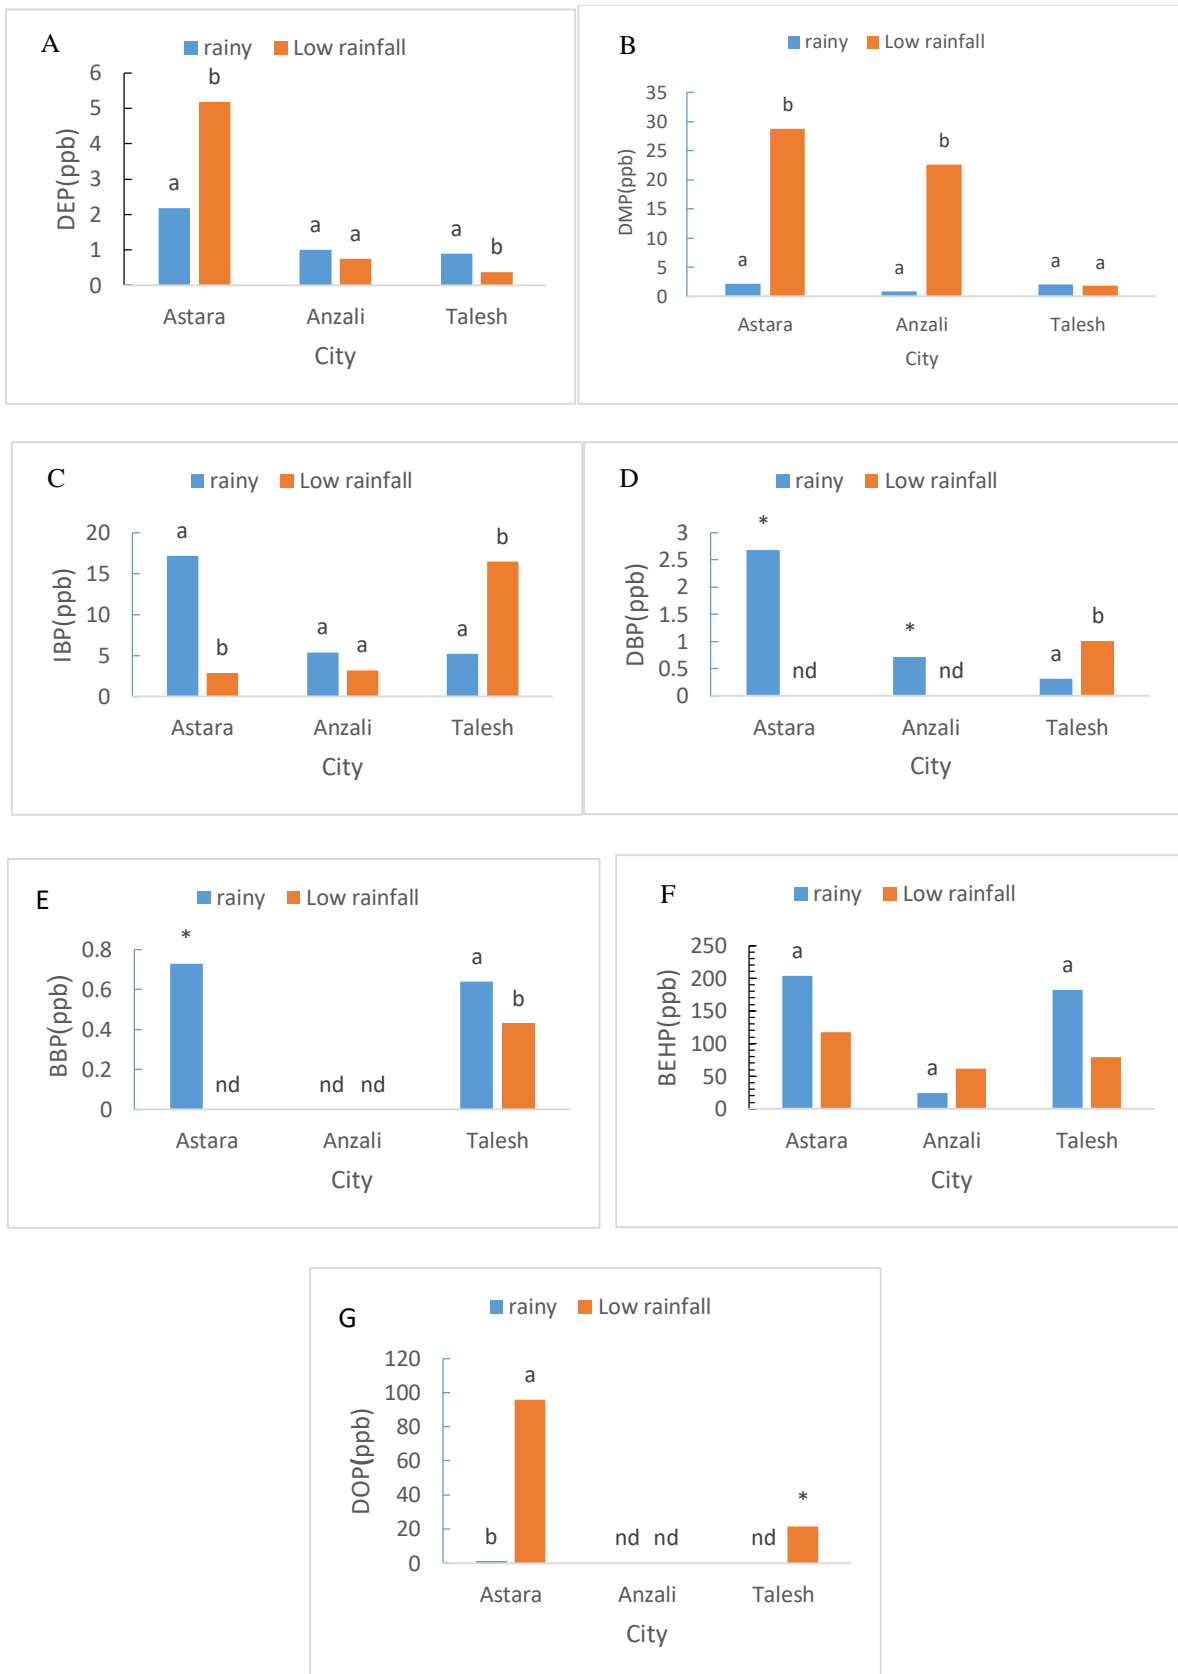 A
rainy Low rainfall
DEP(ppb)
6
5
4
3
2
1
0
a b
a a
a b
Astara Anzali Talesh
City
B
rainy Low rainfall
DMP(ppb)
35
30
25
20
15
10
5
0
a b
a b
a a
Astara Anzali Talesh
City
C
rainy Low rainfall
IBP(ppb)
20
15
10
5
0
a b
a a
a b
Astara Anzali Talesh
City
D
rainy Low rainfall
DBP(ppb)
3
2.5
2
1.5
1
0.5
0
* nd
* nd
a b
Astara Anzali Talesh
City
E
rainy Low rainfall
BBP(ppb)
0.8
0.6
0.4
0.2
0
* nd
nd nd
a b
Astara Anzali Talesh
City
F
rainy Low rainfall
BEHP(ppb)
250
200
150
100
50
0
a
a
a
Astara Anzali Talesh
City
G
rainy Low rainfall
DOP(ppb)
120
100
80
60
40
20
0
b a
nd nd
nd *
Astara Anzali Talesh
City